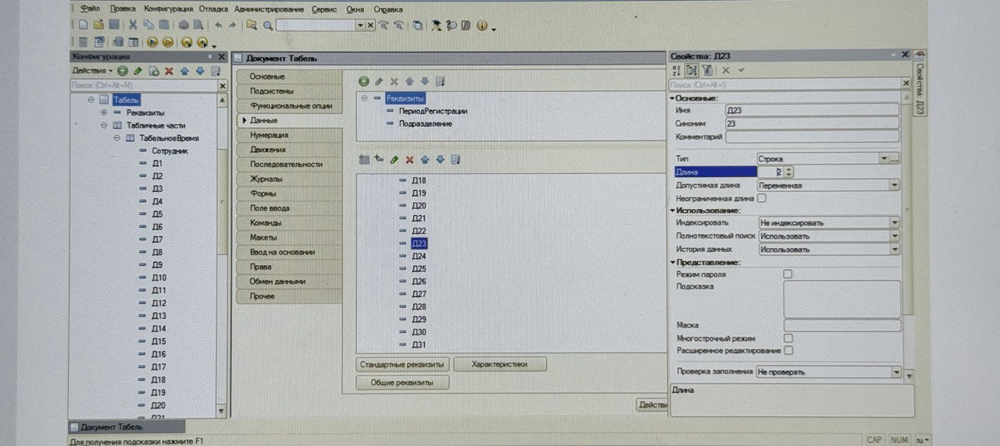 Файл Правка Конфигурация Отладка Администрирование Сервис Окна Справка
Конфигурация
Действия
Поиск (Ctrl+Alt+M)
Табель
Реквизиты
Табличные части
ТабельноеВремя
Сотрудник
Д1
Д2
Д3
Д4
Д5
Д6
Д7
Д8
Д9
Д10
Д11
Д12
Д13
Д14
Д15
Д16
Д17
Д18
Д19
Д20
Д21
Документ Табель
Основные
Подсистемы
Функциональные опции
Данные
Нумерация
Движения
Последовательности
Журналы
Формы
Поле ввода
Команды
Макеты
Ввод на основании
Права
Обмен данными
Прочее
Реквизиты
ПериодРегистрации
Подразделение
Д18
Д19
Д20
Д21
Д22
Д23
Д24
Д25
Д26
Д27
Д28
Д29
Д30
Д31
Стандартные реквизиты Характеристики
Общие реквизиты
Действи
Свойства: Д23
Поиск (Ctrl+Alt+I)
Основные:
Имя Д23
Синоним 23
Комментарий
Тип Строка
Длина 2
Допустимая длина Переменная
Неограниченная длина
Использование:
Индексировать Не индексировать
Полнотекстовый поиск Использовать
История данных Использовать
Представление:
Режим пароля
Подсказка
Маска
Многострочный режим
Расширенное редактирование
Проверка заполнения Не проверять
Длина
Свойства: Д23
Документ Табель
Для получения подсказки нажмите F1
CAP NUM ru